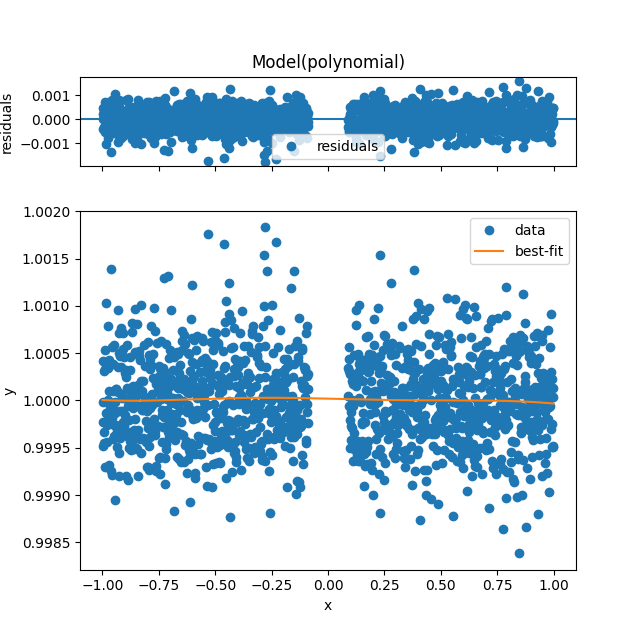 Model(polynomial)
0.001
0.000
−0.001
residuals
residuals
1.0020
1.0015
1.0010
1.0005
1.0000
0.9995
0.9990
0.9985
y
data
best-fit
−1.00 −0.75 −0.50 −0.25 0.00 0.25 0.50 0.75 1.00
x